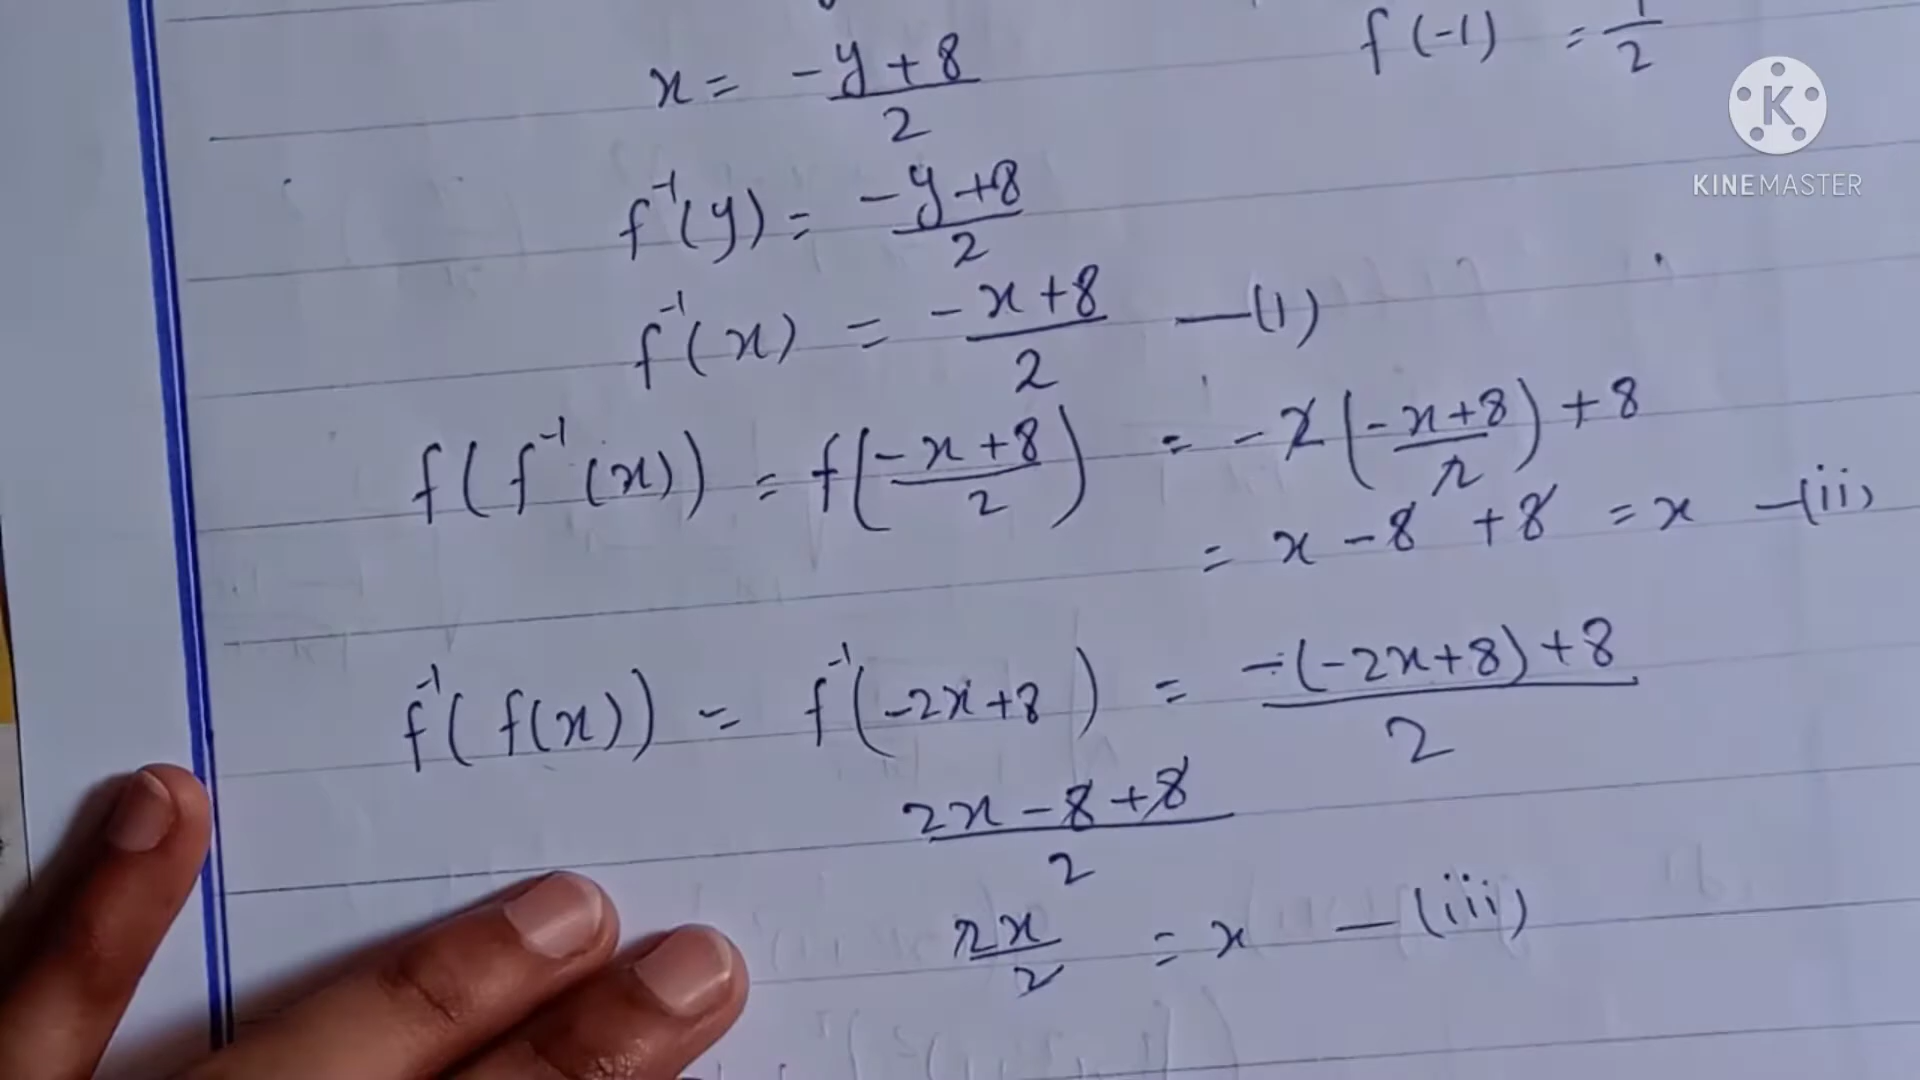 x = -y+8/2
f(-1) = 1/2
KINEMASTER
f⁻¹(y) = -y+8/2
f⁻¹(x) = -x+8/2 —(1)
f(f⁻¹(x)) = f(-x+8/2) = -2(-x+8/2)+8
= x-8+8 = x —(ii)
f⁻¹(f(x)) = f⁻¹(-2x+8) = -(-2x+8)+8/2
2x-8+8/2
2x/2 = x —(iii)